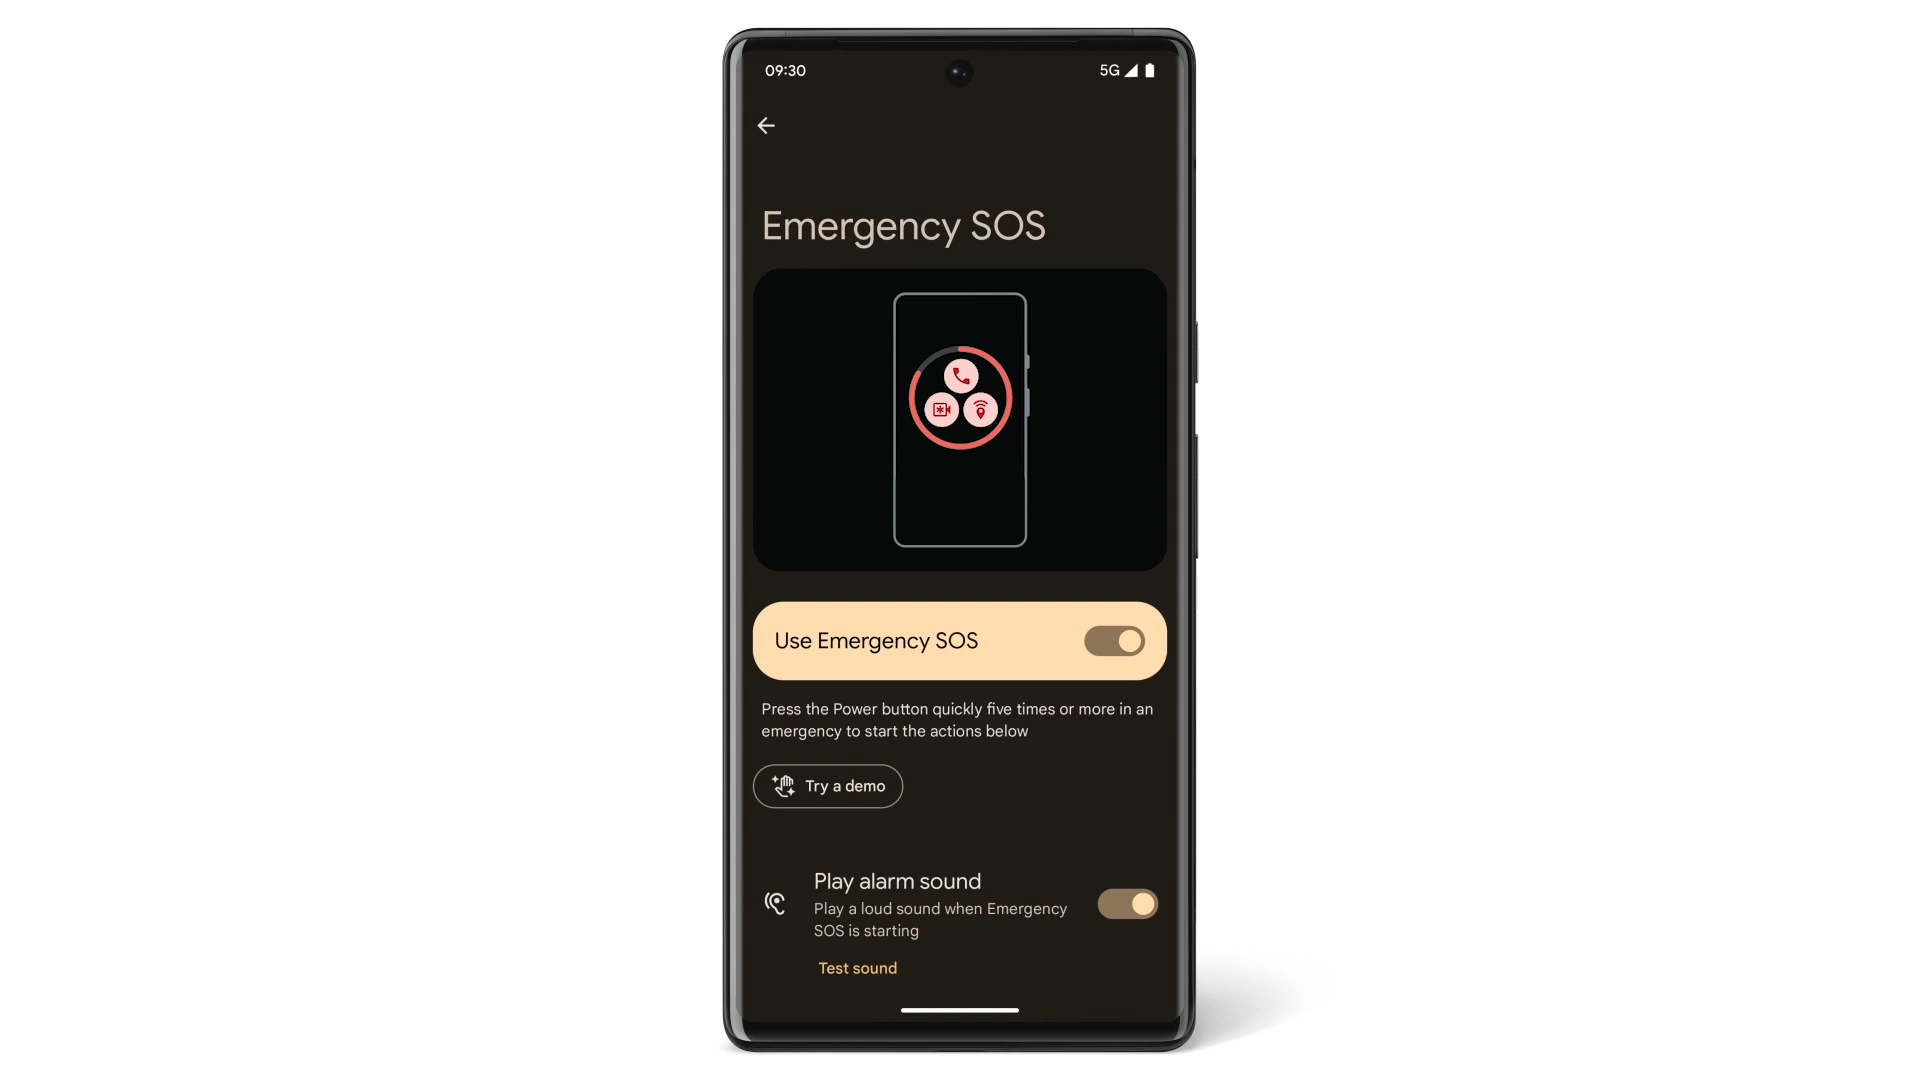 09:30
5G
Emergency SOS
Use Emergency SOS
Press the Power button quickly five times or more in an
emergency to start the actions below
Try a demo
Play alarm sound
Play a loud sound when Emergency
SOS is starting
Test sound